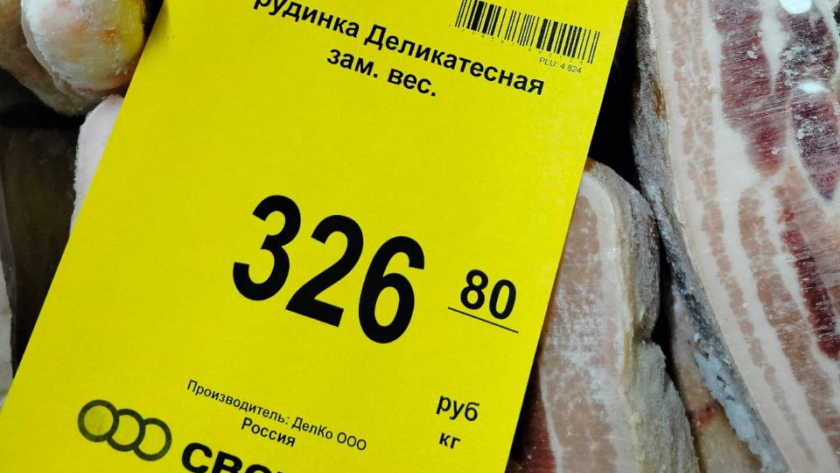 рудинка Деликатесная
зам. вес.
PLU: 4 824
326 80
руб
кг
Производитель: ДелКо ООО
Россия